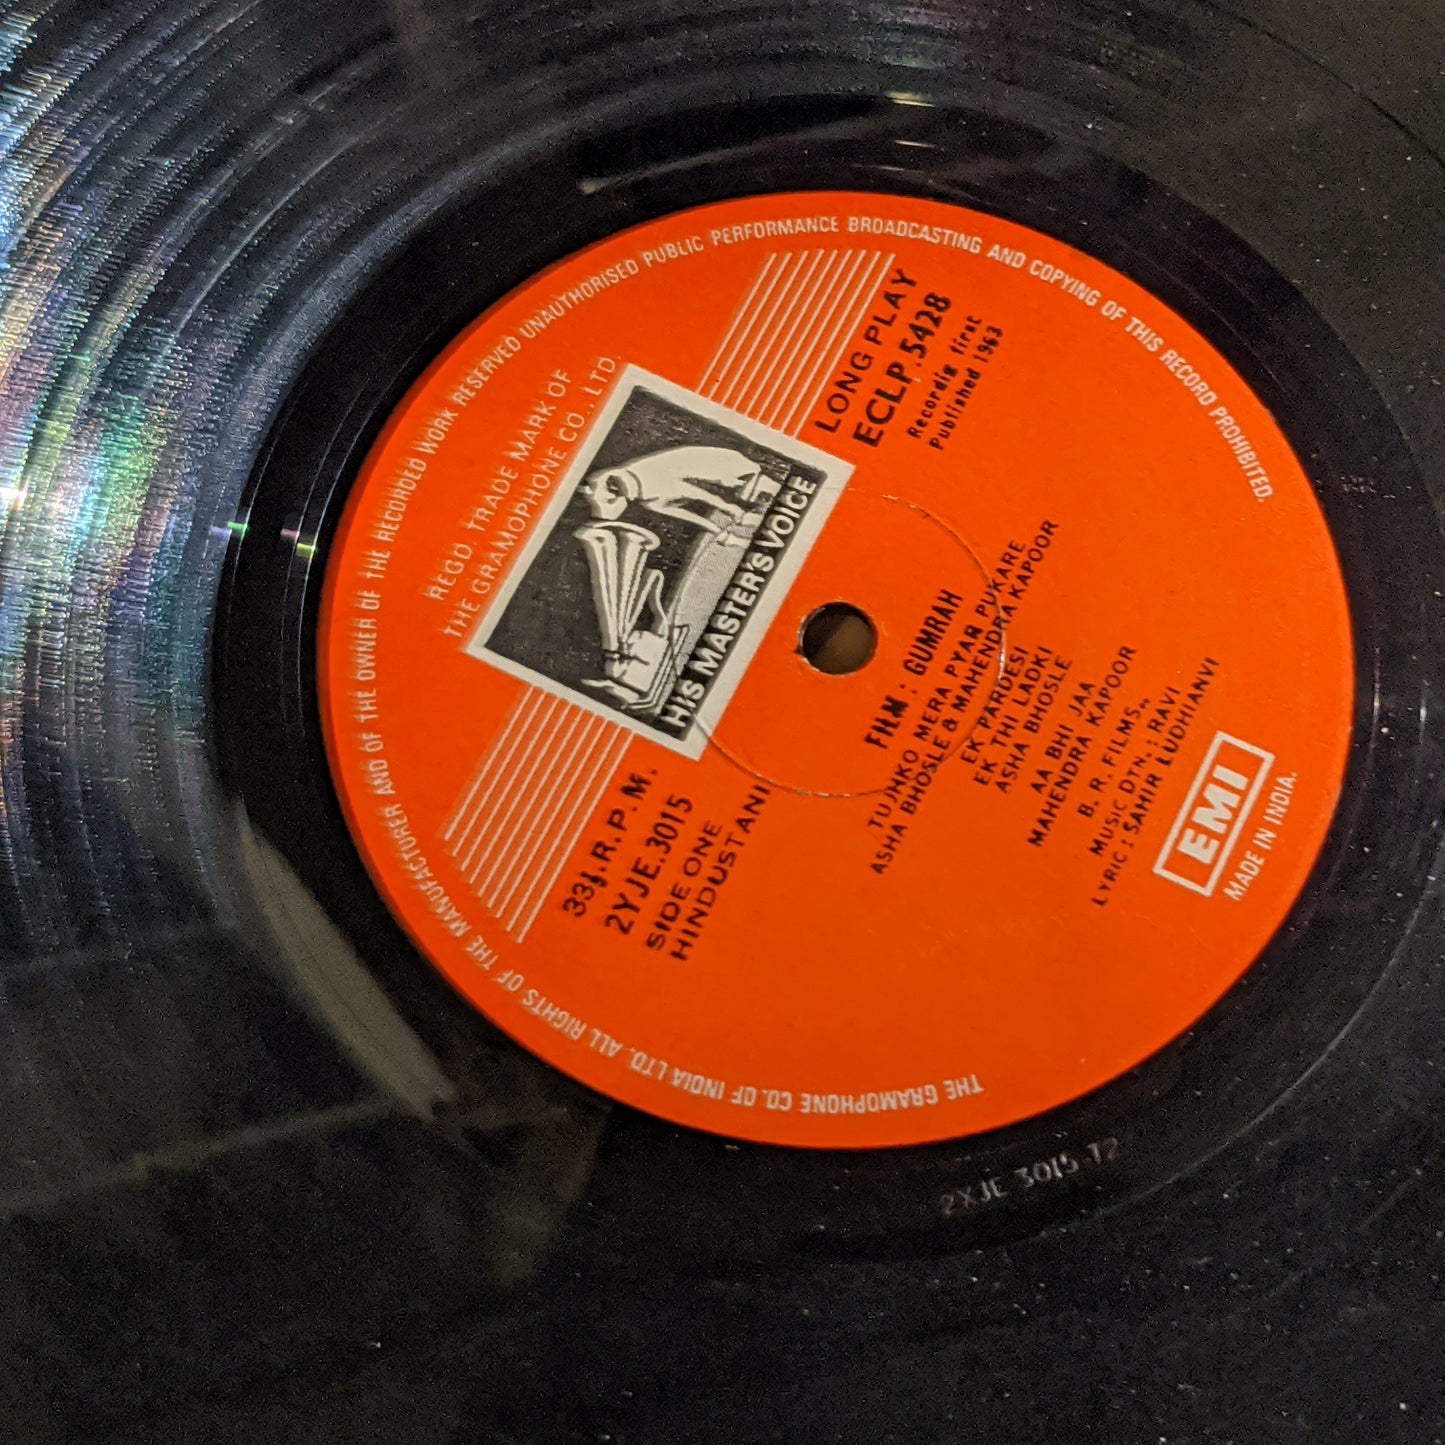 THE GRAMOPHONE CO. OF INDIA LTD. ALL RIGHTS OF THE MANUFACTURER AND OF THE OWNER OF THE RECORDED WORK RESERVED UNAUTHORISED PUBLIC PERFORMANCE BROADCASTING AND COPYING OF THIS RECORD PROHIBITED.
REGD. TRADE MARK OF
THE GRAMOPHONE CO., LTD.
HIS MASTER'S VOICE
LONG PLAY
ECLP.5428
Recordig first
Published 1963
33⅓.R.P.M.
2YJE.3015
SIDE ONE
HINDUSTANI
FILM : GUMRAH
TUJHKO MERA PYAR PUKARE
ASHA BHOSLE & MAHENDRA KAPOOR
EK PARDESI
EK THI LADKI
ASHA BHOSLE
AA BHI JAA
MAHENDRA KAPOOR
B. R. FILMS..
MUSIC DTN. : RAVI
LYRIC : SAHIR LUDHIANVI
EMI
MADE IN INDIA.
2XJE 3015 T2